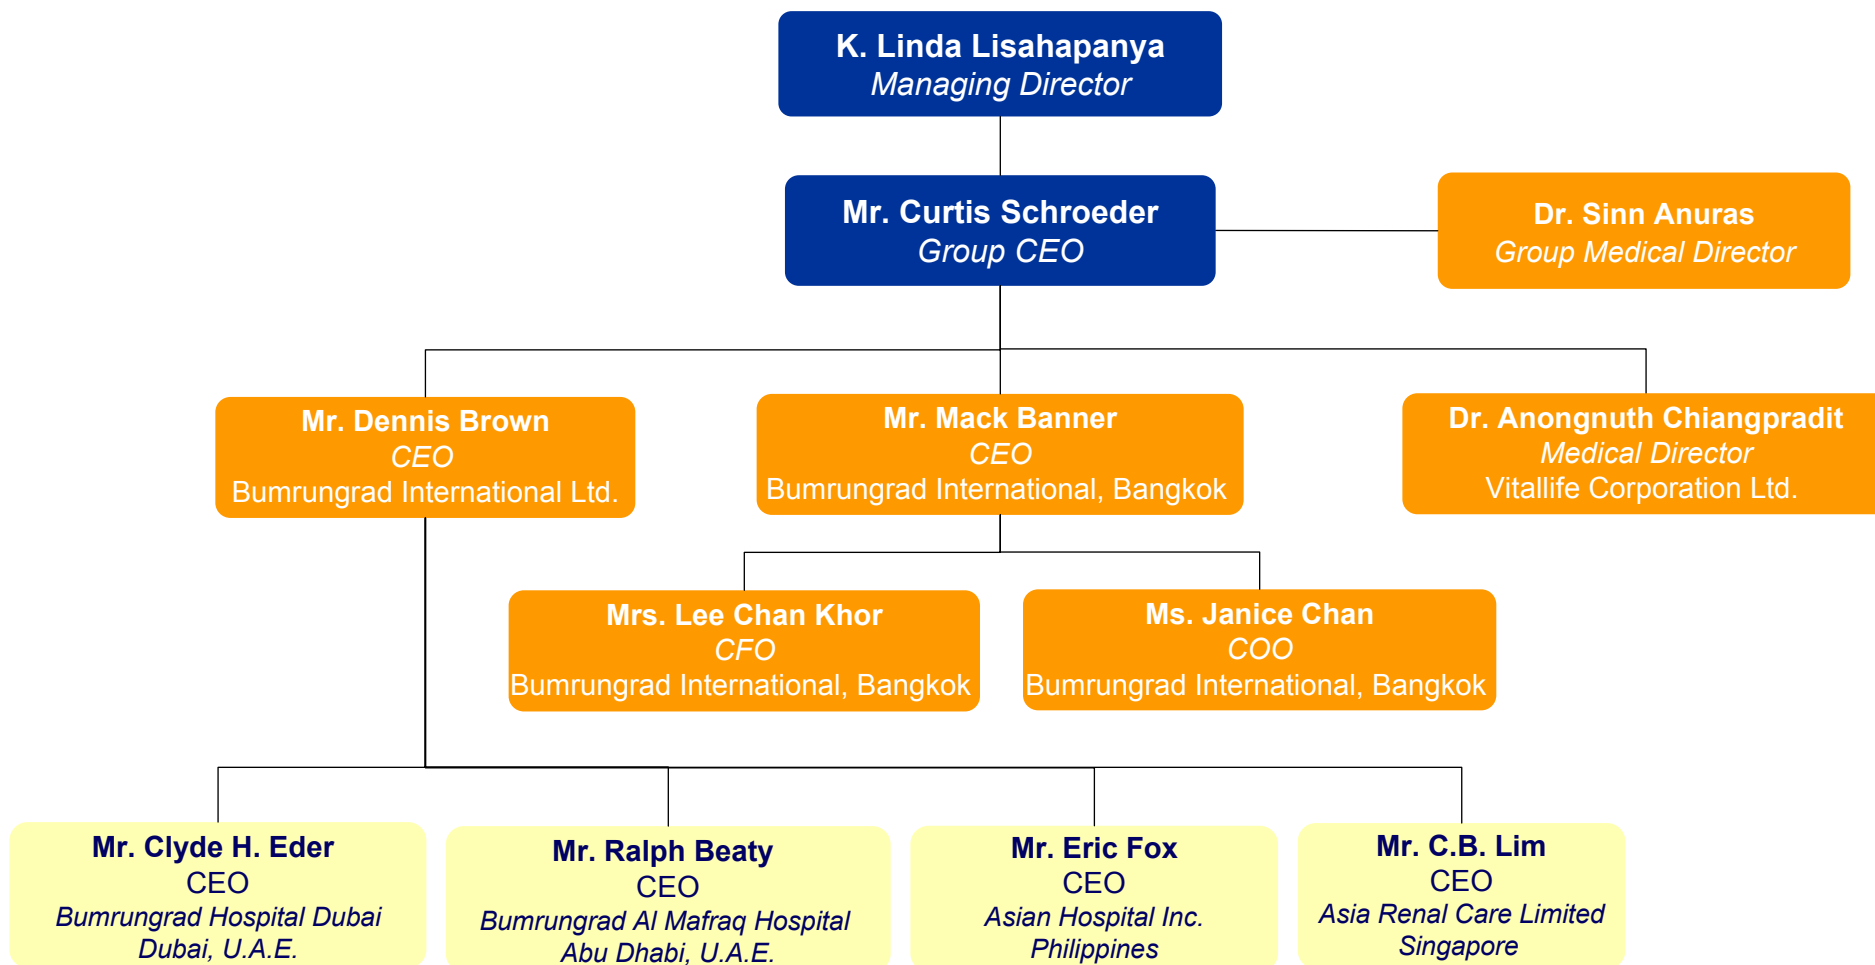 K. Linda Lisahapanya
Managing Director
Mr. Curtis Schroeder
Group CEO
Dr. Sinn Anuras
Group Medical Director
Mr. Dennis Brown
CEO
Bumrungrad International Ltd.
Mr. Mack Banner
CEO
Bumrungrad International, Bangkok
Dr. Anongnuth Chiangpradit
Medical Director
Vitallife Corporation Ltd.
Mrs. Lee Chan Khor
CFO
Bumrungrad International, Bangkok
Ms. Janice Chan
COO
Bumrungrad International, Bangkok
Mr. Clyde H. Eder
CEO
Bumrungrad Hospital Dubai
Dubai, U.A.E.
Mr. Ralph Beaty
CEO
Bumrungrad Al Mafraq Hospital
Abu Dhabi, U.A.E.
Mr. Eric Fox
CEO
Asian Hospital Inc.
Philippines
Mr. C.B. Lim
CEO
Asia Renal Care Limited
Singapore